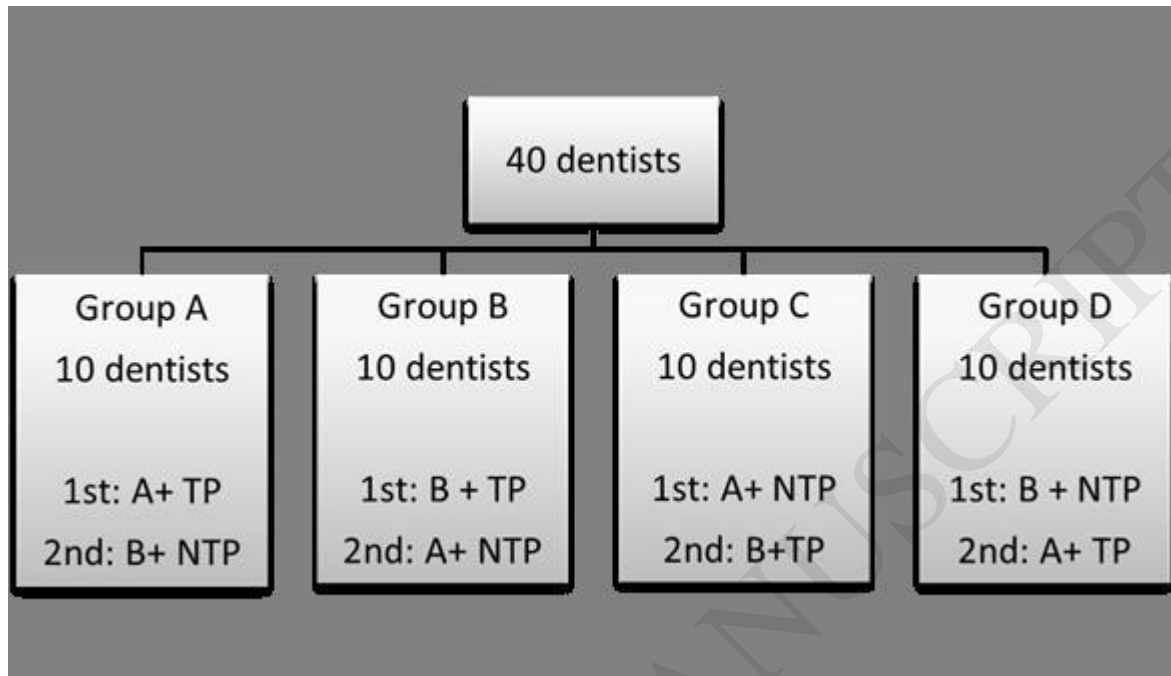 40 dentists
Group A
10 dentists
1st: A+ TP
2nd: B+ NTP
Group B
10 dentists
1st: B + TP
2nd: A+ NTP
Group C
10 dentists
1st: A+ NTP
2nd: B+TP
Group D
10 dentists
1st: B + NTP
2nd: A+ TP
ANUSCRIPT